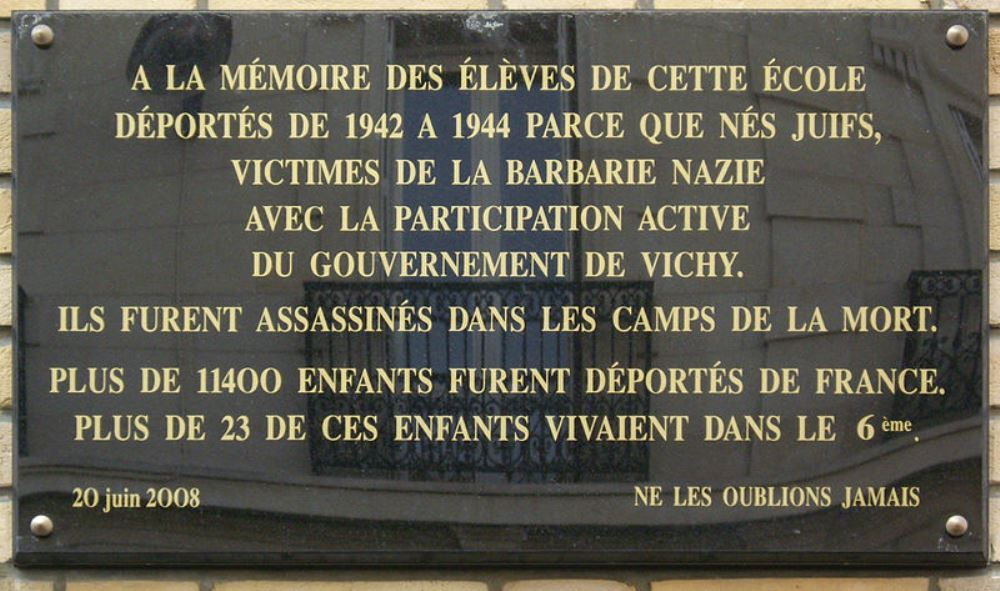 A LA MÉMOIRE DES ÉLÈVES DE CETTE ÉCOLE
DÉPORTÉS DE 1942 A 1944 PARCE QUE NÉS JUIFS,
VICTIMES DE LA BARBARIE NAZIE
AVEC LA PARTICIPATION ACTIVE
DU GOUVERNEMENT DE VICHY.
ILS FURENT ASSASSINÉS DANS LES CAMPS DE LA MORT.
PLUS DE 11400 ENFANTS FURENT DÉPORTÉS DE FRANCE.
PLUS DE 23 DE CES ENFANTS VIVAIENT DANS LE 6ème.
20 juin 2008 NE LES OUBLIONS JAMAIS